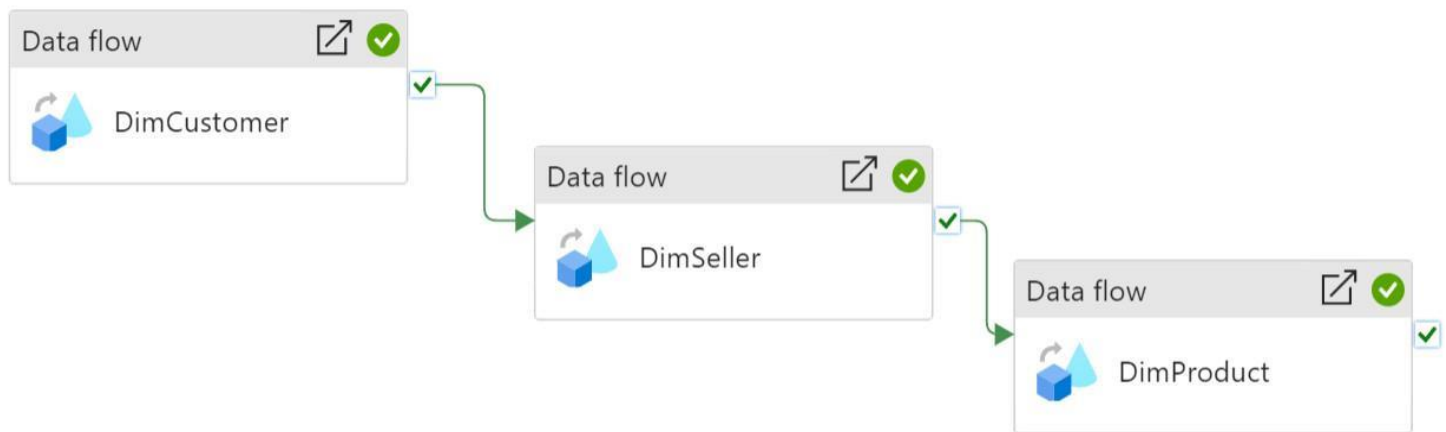 Data flow
DimCustomer
Data flow
DimSeller
Data flow
DimProduct